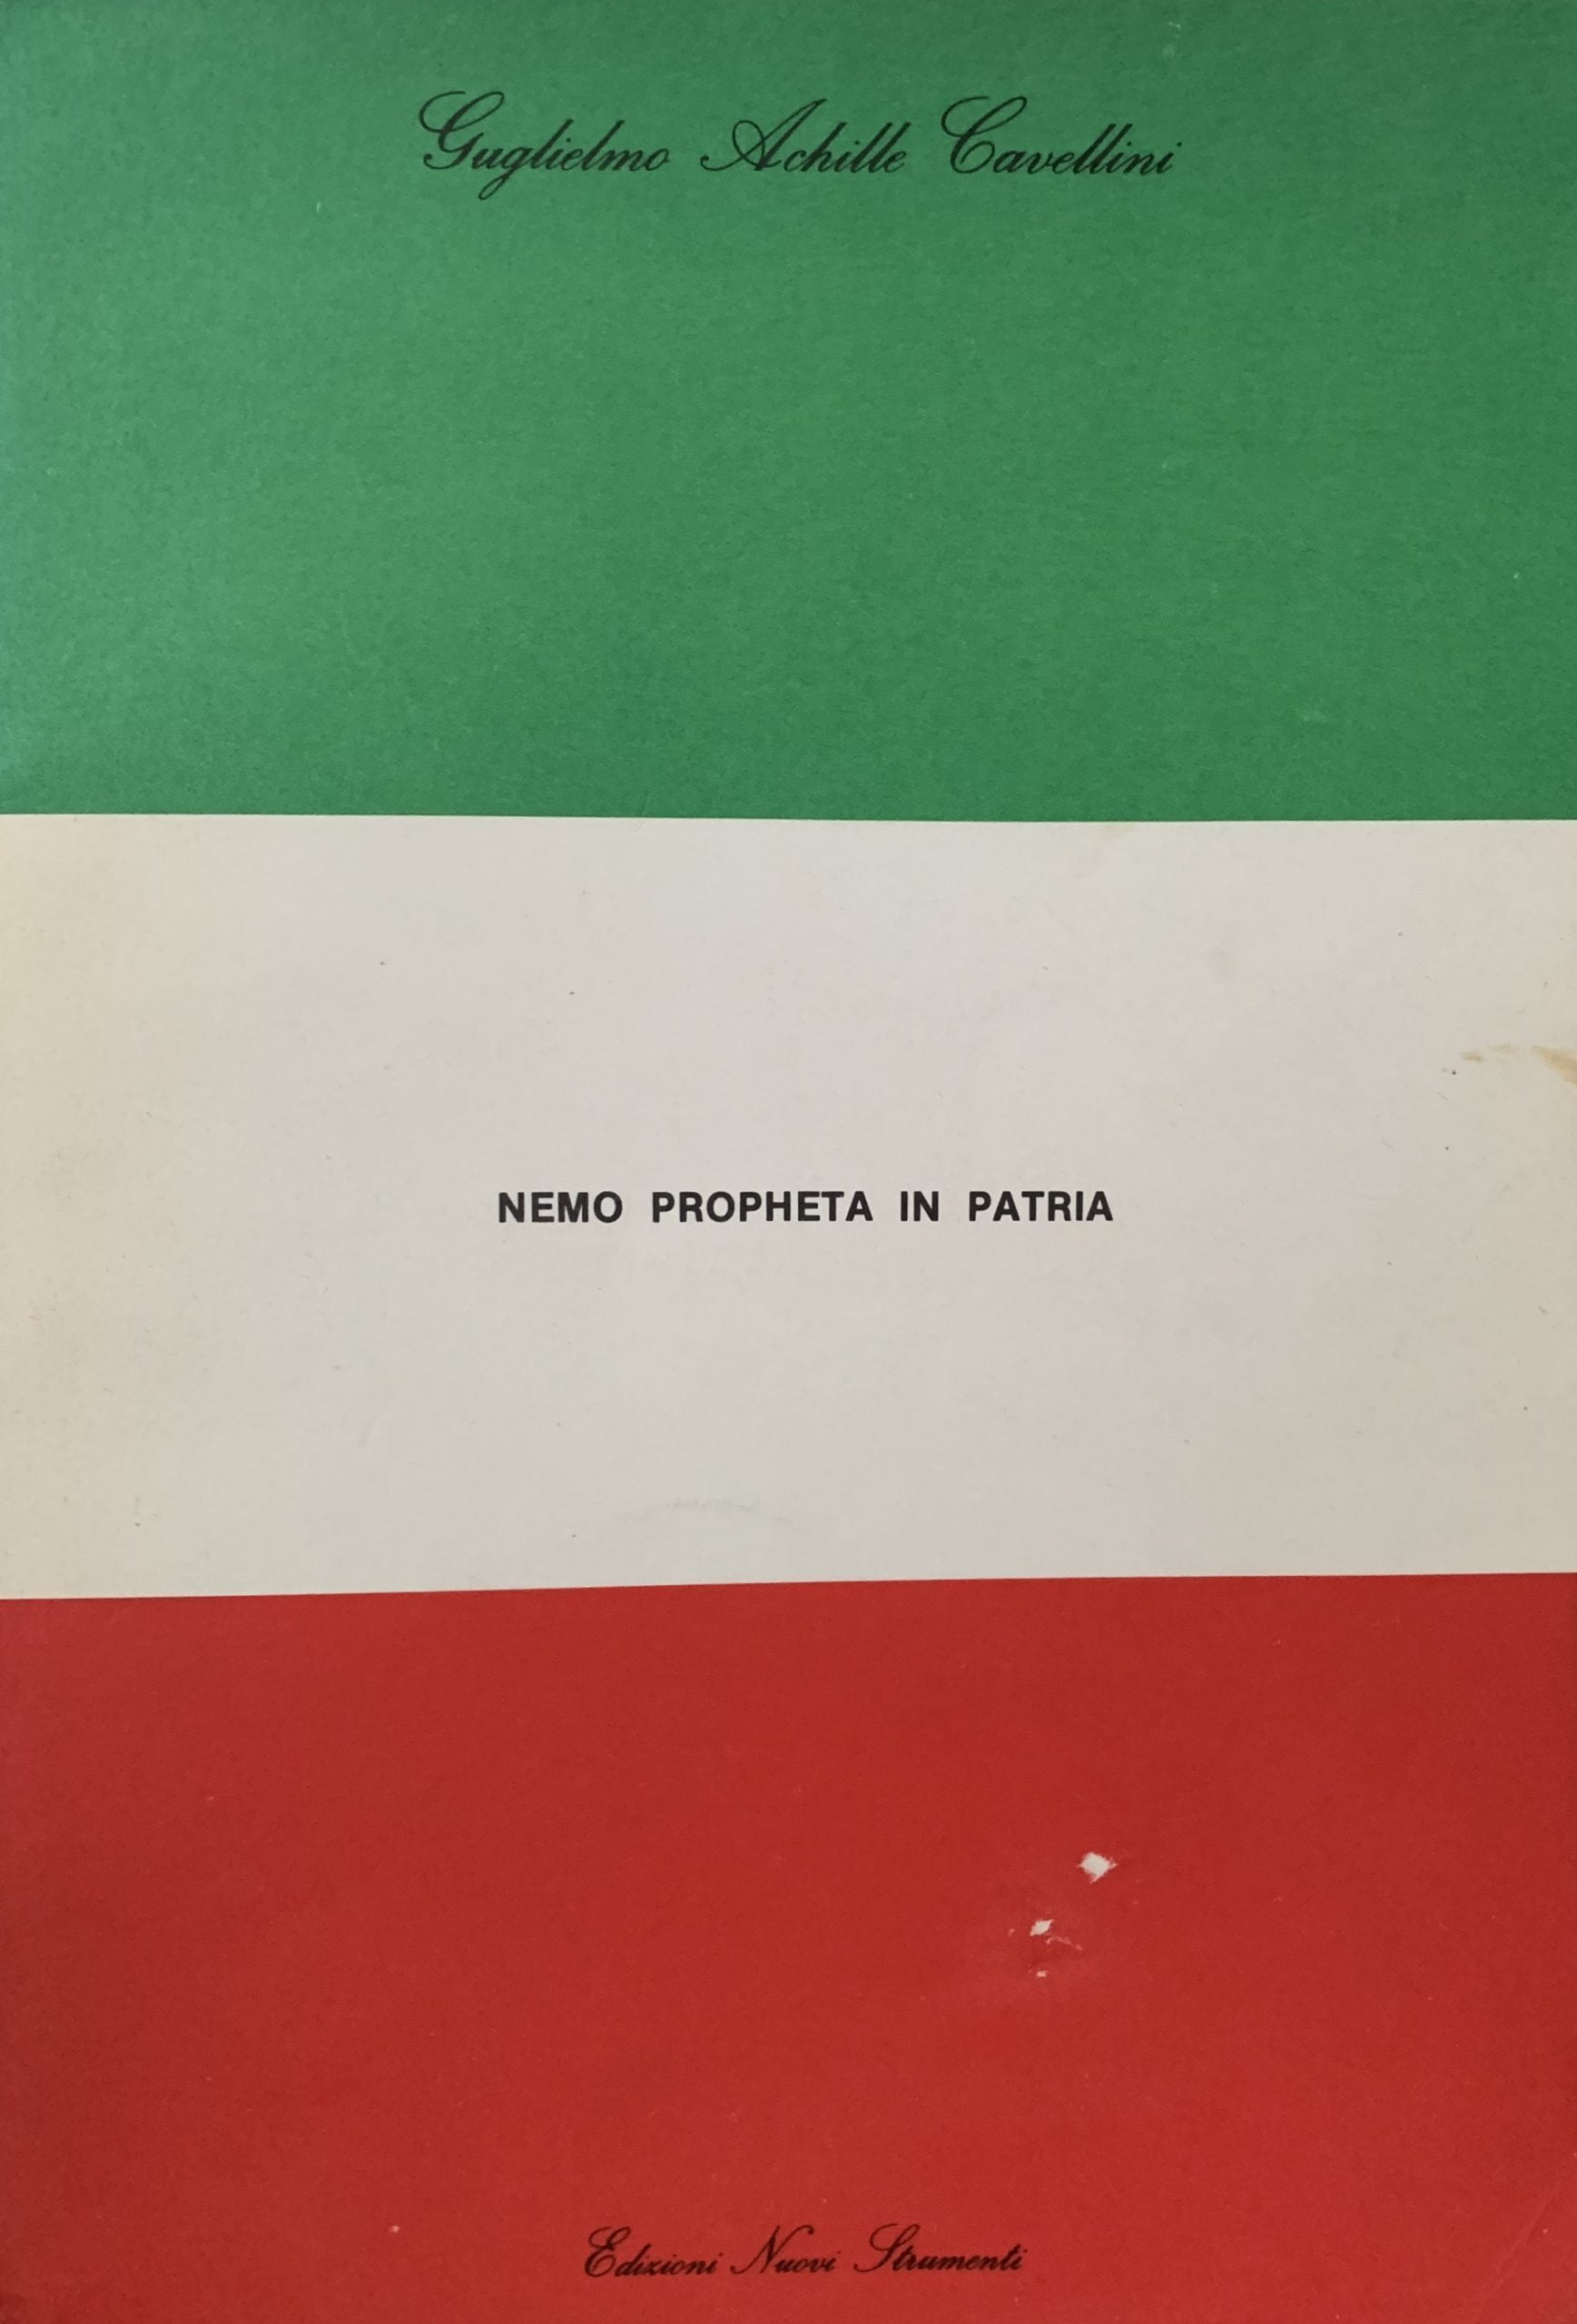 Guglielmo Achille Cavellini
NEMO PROPHETA IN PATRIA
Edizioni Nuovi Strumenti